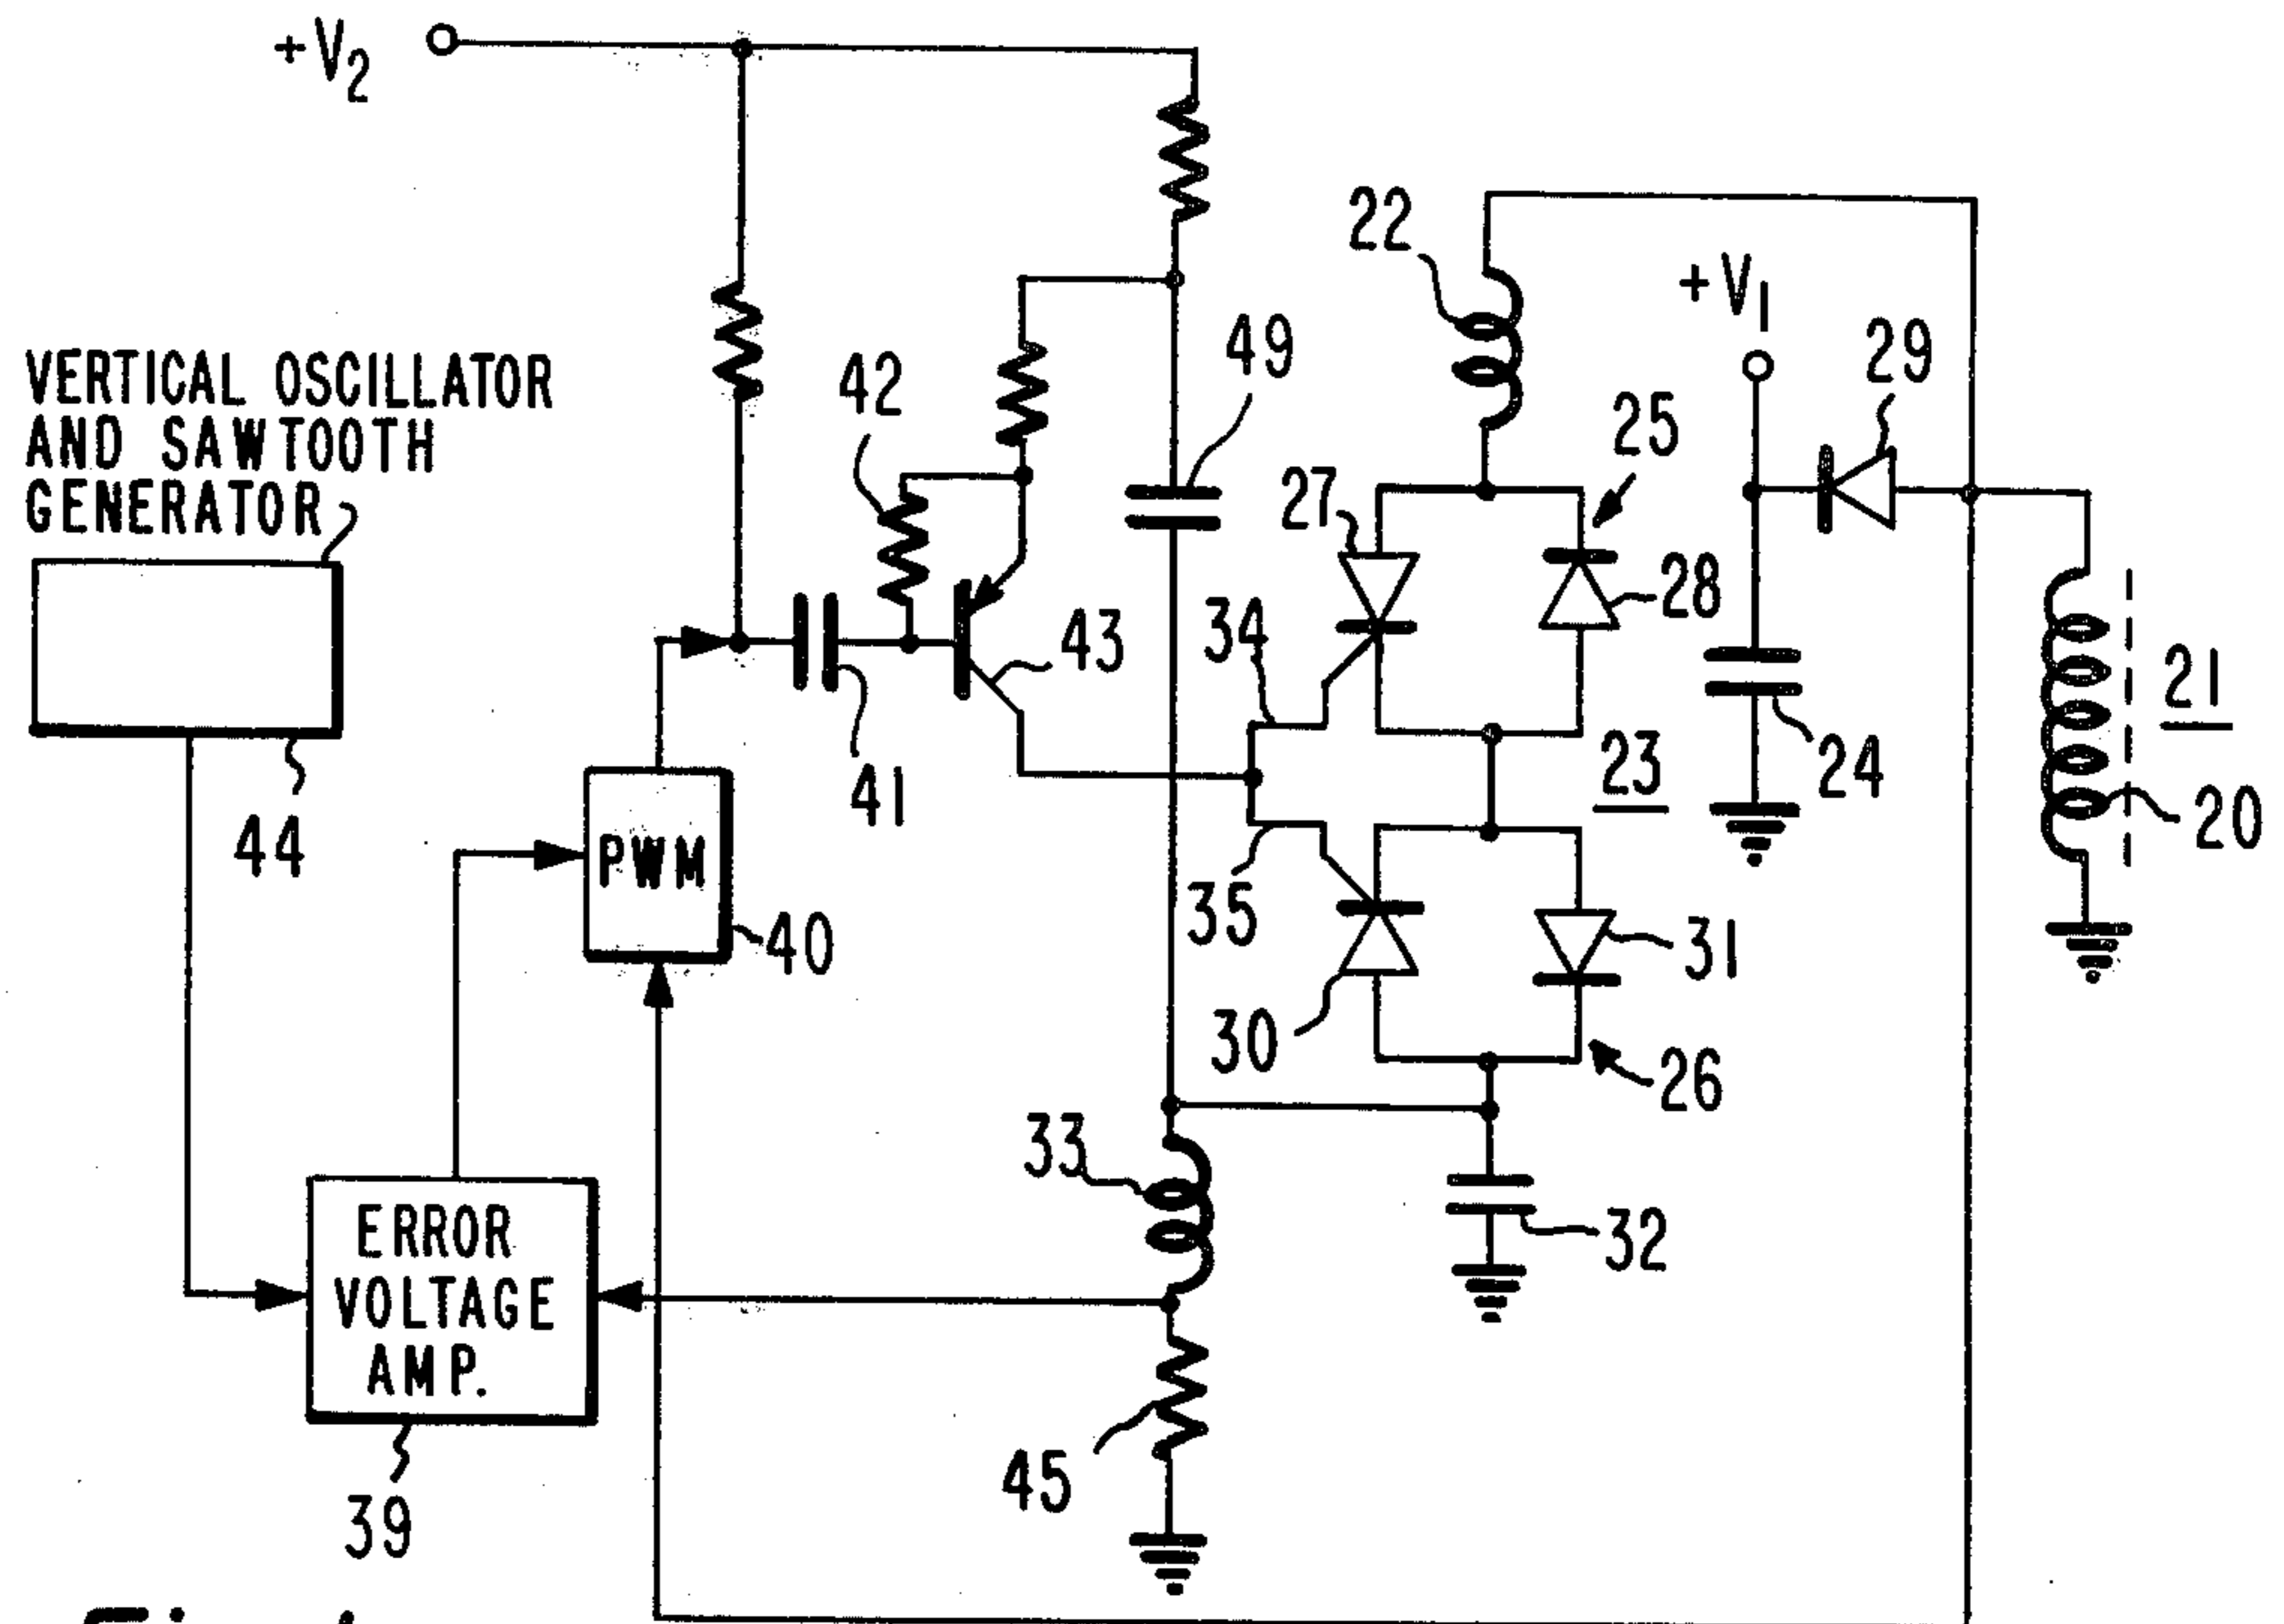 +V2
22
+V1
29
49
25
VERTICAL OSCILLATOR
AND SAWTOOTH
GENERATOR
42
27
28
34
43
21
23
24
41
20
44
PWM
35
40
31
30
26
33
ERROR
VOLTAGE
AMP.
32
45
39